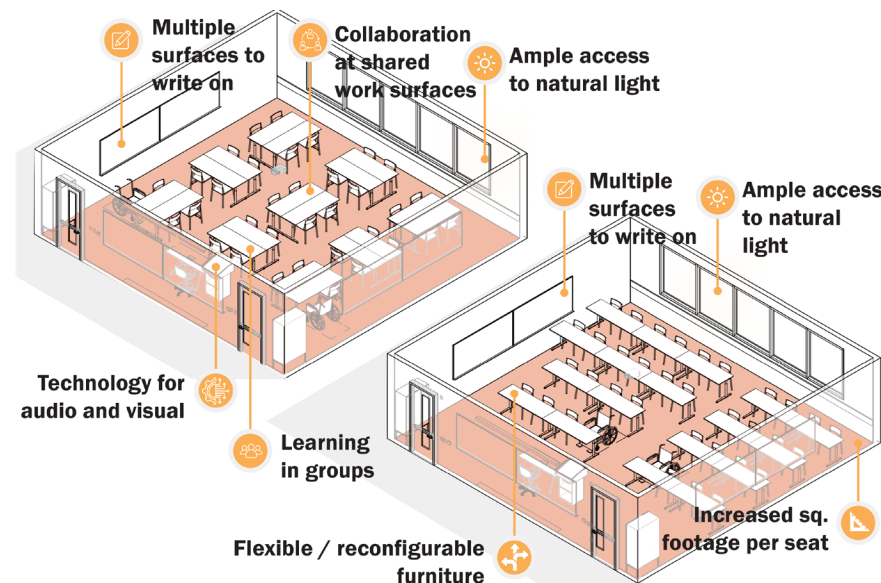 Multiple
surfaces to
write on
Collaboration
at shared
work surfaces
Ample access
to natural light
Multiple
surfaces
to write on
Ample access
to natural
light
Technology for
audio and visual
Learning
in groups
Increased sq.
footage per seat
Flexible / reconfigurable
furniture